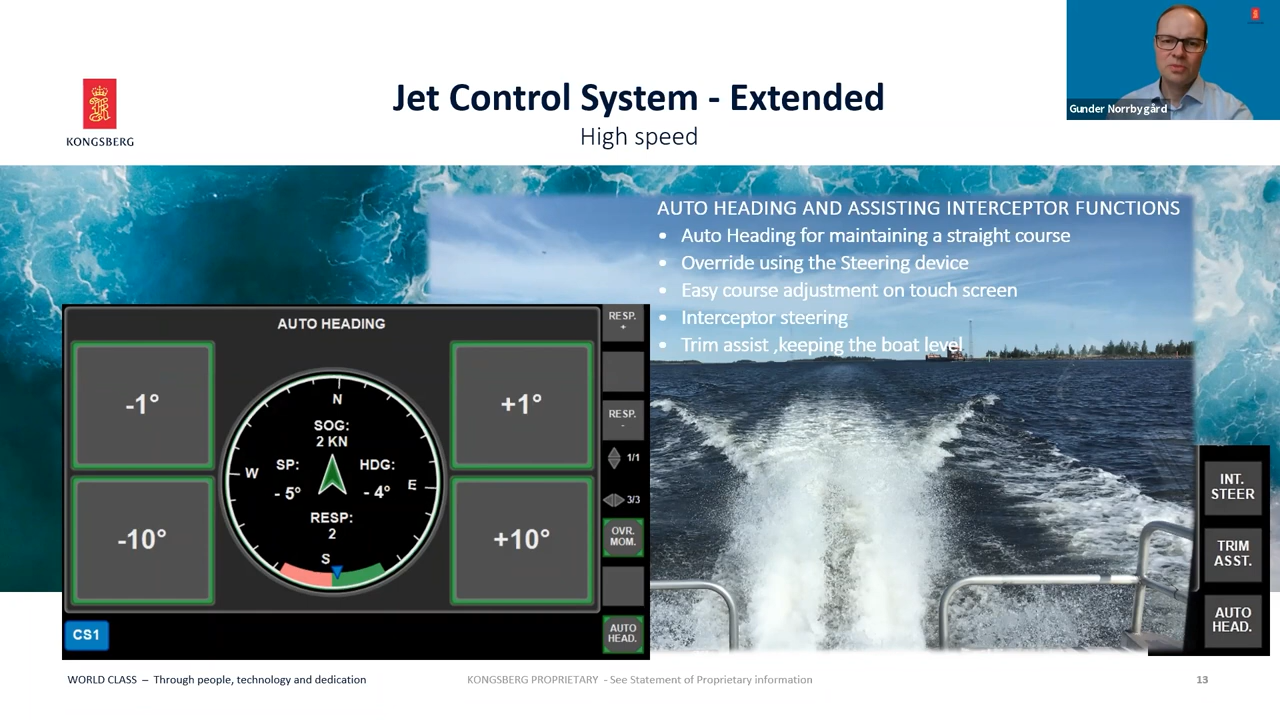 Gunder Norrbygård
KONGSBERG
Jet Control System - Extended
High speed
AUTO HEADING AND ASSISTING INTERCEPTOR FUNCTIONS
• Auto Heading for maintaining a straight course
• Override using the Steering device
• Easy course adjustment on touch screen
• Interceptor steering
• Trim assist ,keeping the boat level
AUTO HEADING
-1°
+1°
-10°
+10°
N
SOG:
2 KN
W
SP:
- 5°
HDG:
- 4°
E
RESP:
2
S
RESP.
+
RESP.
-
1/1
3/3
OVR.
MOM.
AUTO
HEAD.
CS1
INT.
STEER
TRIM
ASST.
AUTO
HEAD.
WORLD CLASS – Through people, technology and dedication
KONGSBERG PROPRIETARY - See Statement of Proprietary information
13